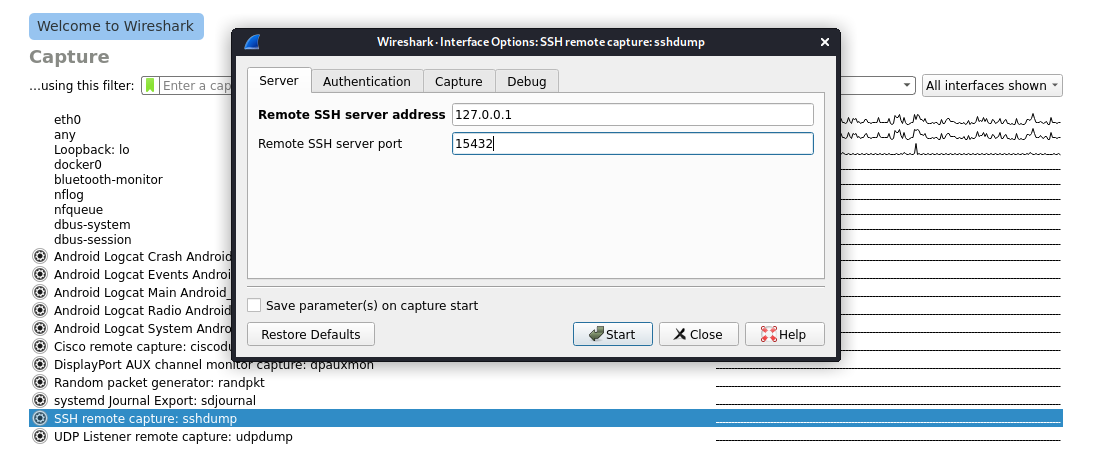 Welcome to Wireshark
Capture
...using this filter:
Enter a cap
All interfaces shown
eth0
any
Loopback: lo
docker0
bluetooth-monitor
nflog
nfqueue
dbus-system
dbus-session
Android Logcat Crash Android
Android Logcat Events Androi
Android Logcat Main Android_
Android Logcat Radio Android
Android Logcat System Andro
Cisco remote capture: ciscodu
DisplayPort AUX channel monitor capture: dpauxmon
Random packet generator: randpkt
systemd Journal Export: sdjournal
SSH remote capture: sshdump
UDP Listener remote capture: udpdump
Wireshark · Interface Options: SSH remote capture: sshdump
Server Authentication Capture Debug
Remote SSH server address 127.0.0.1
Remote SSH server port 15432
Save parameter(s) on capture start
Restore Defaults Start Close Help